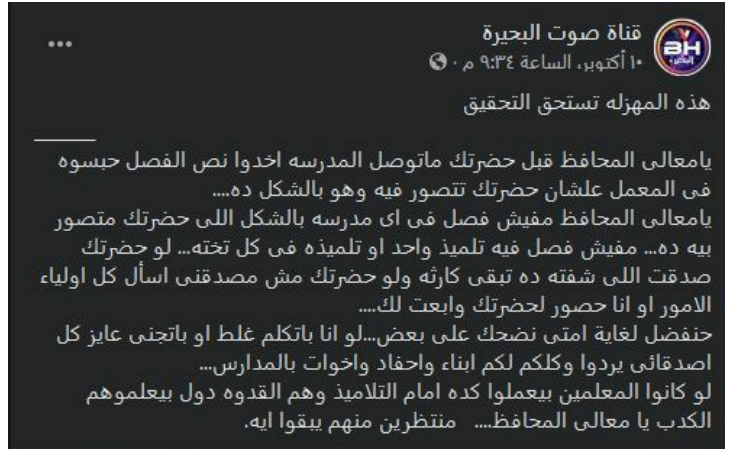 قناة صوت البحيرة
١٠ أكتوبر، الساعة ٩:٣٤ م ·
هذه المهزله تستحق التحقيق
يامعالى المحافظ قبل حضرتك ماتوصل المدرسه اخدوا نص الفصل حبسوه
فى المعمل علشان حضرتك تتصور فيه وهو بالشكل ده....
يامعالى المحافظ مفيش فصل فى اى مدرسه بالشكل اللى حضرتك متصور
بيه ده... مفيش فصل فيه تلميذ واحد او تلميذه فى كل تخته... لو حضرتك
صدقت اللى شفته ده تبقى كارثه ولو حضرتك مش مصدقنى اسأل كل اولياء
الامور او انا حصور لحضرتك وابعت لك....
حنفضل لغاية امتى نضحك على بعض...لو انا باتكلم غلط او باتجنى عايز كل
اصدقائى يردوا وكلكم لكم ابناء واحفاد واخوات بالمدارس...
لو كانوا المعلمين بيعملوا كده امام التلاميذ وهم القدوه دول بيعلموهم
الكدب يا معالى المحافظ.... منتظرين منهم يبقوا ايه.